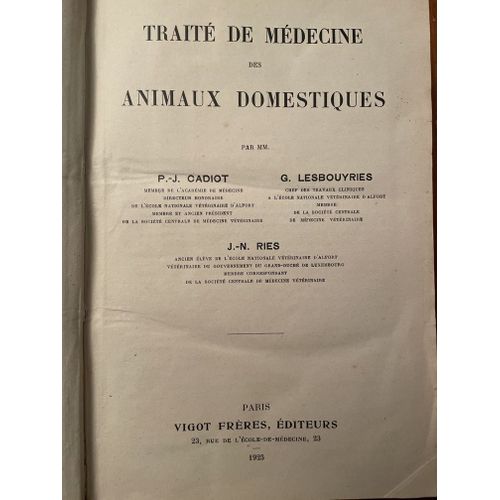 TRAITÉ DE MÉDECINE
DES
ANIMAUX DOMESTIQUES
PAR MM.
P.-J. CADIOT
MEMBRE DE L'ACADÉMIE DE MÉDECINE
DIRECTEUR HONORAIRE
DE L'ÉCOLE NATIONALE VÉTÉRINAIRE D'ALFORT
MEMBRE ET ANCIEN PRÉSIDENT
DE LA SOCIÉTÉ CENTRALE DE MÉDECINE VÉTÉRINAIRE
G. LESBOUYRIES
CHEF DES TRAVAUX CLINIQUES
A L'ÉCOLE NATIONALE VÉTÉRINAIRE D'ALFORT
MEMBRE
DE LA SOCIÉTÉ CENTRALE
DE MÉDECINE VÉTÉRINAIRE
J.-N. RIES
ANCIEN ÉLÈVE DE L'ÉCOLE NATIONALE VÉTÉRINAIRE D'ALFORT
VÉTÉRINAIRE DU GOUVERNEMENT DU GRAND-DUCHÉ DE LUXEMBOURG
MEMBRE CORRESPONDANT
DE LA SOCIÉTÉ CENTRALE DE MÉDECINE VÉTÉRINAIRE
PARIS
VIGOT FRÈRES, ÉDITEURS
23, RUE DE L'ÉCOLE-DE-MÉDECINE, 23
1925